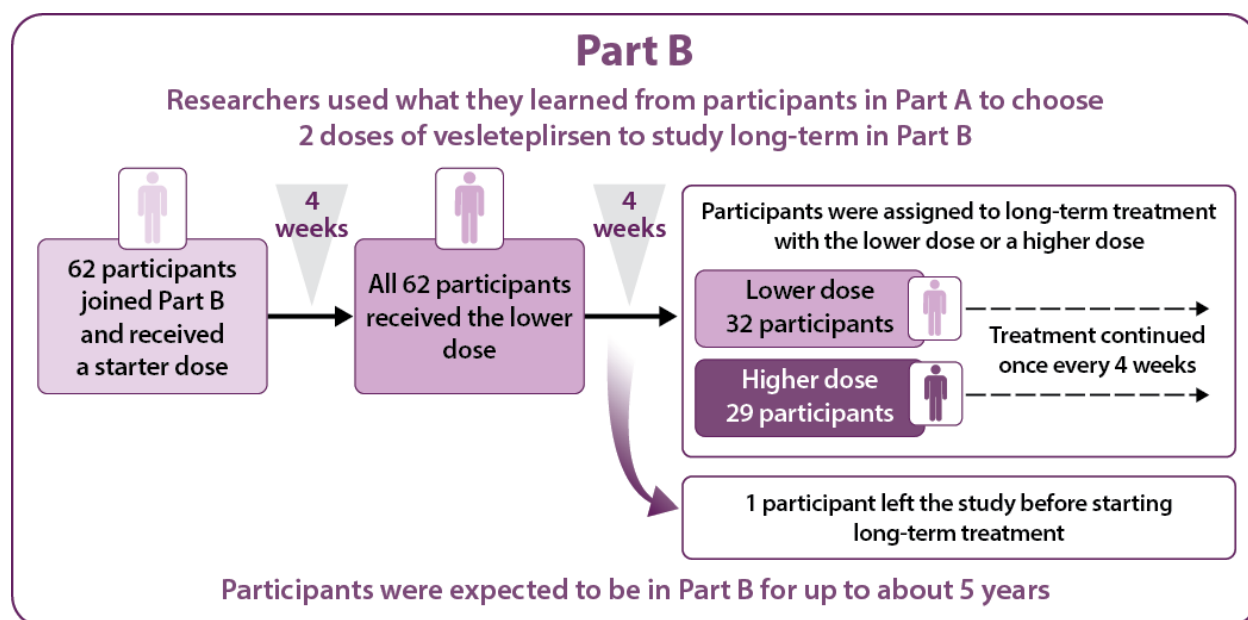 Part B
Researchers used what they learned from participants in Part A to choose
2 doses of vesleteplirsen to study long-term in Part B
62 participants
joined Part B
and received
a starter dose
4
weeks
All 62 participants
received the lower
dose
4
weeks
Participants were assigned to long-term treatment
with the lower dose or a higher dose
Lower dose
32 participants
Higher dose
29 participants
Treatment continued
once every 4 weeks
1 participant left the study before starting
long-term treatment
Participants were expected to be in Part B for up to about 5 years